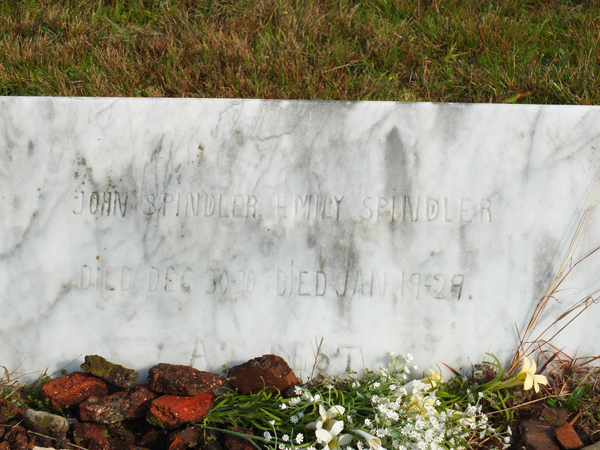 JOHN SPINDLER. EMILY SPINDLER
DIED DEC 30-30 DIED JAN 19-29.